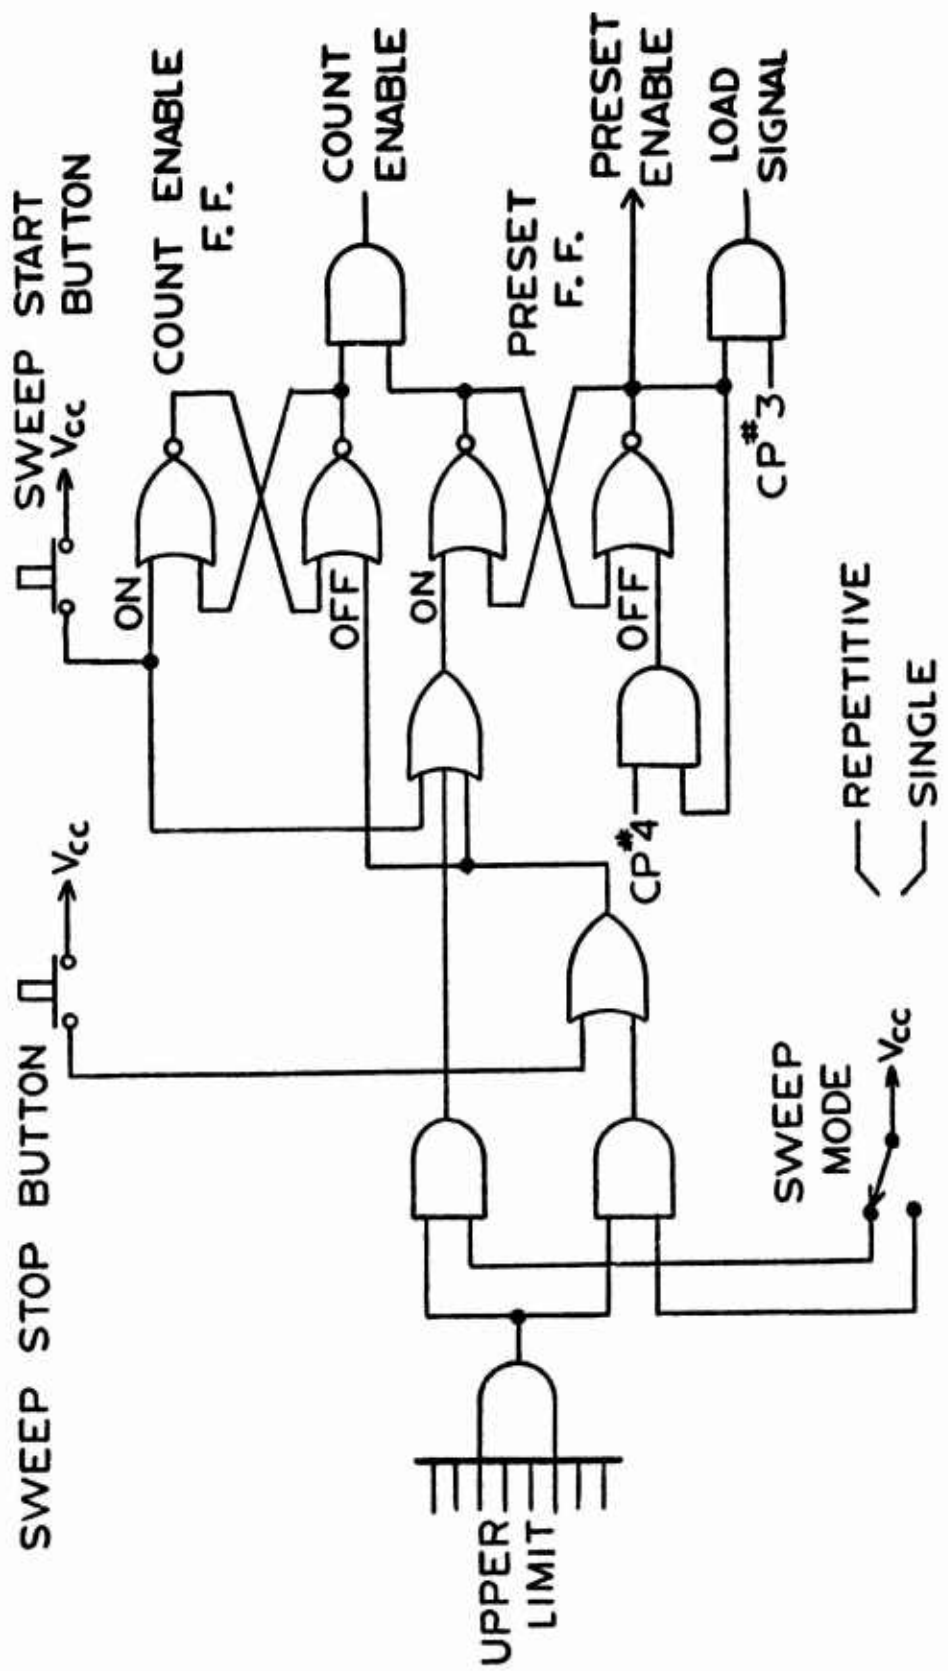 SWEEP STOP BUTTON
Vcc
SWEEP START
BUTTON
Vcc
COUNT ENABLE
F.F.
ON
OFF
COUNT
ENABLE
ON
PRESET
F.F.
OFF
PRESET
ENABLE
LOAD
SIGNAL
CP#3
CP#4
UPPER
LIMIT
SWEEP
MODE
Vcc
REPETITIVE
SINGLE